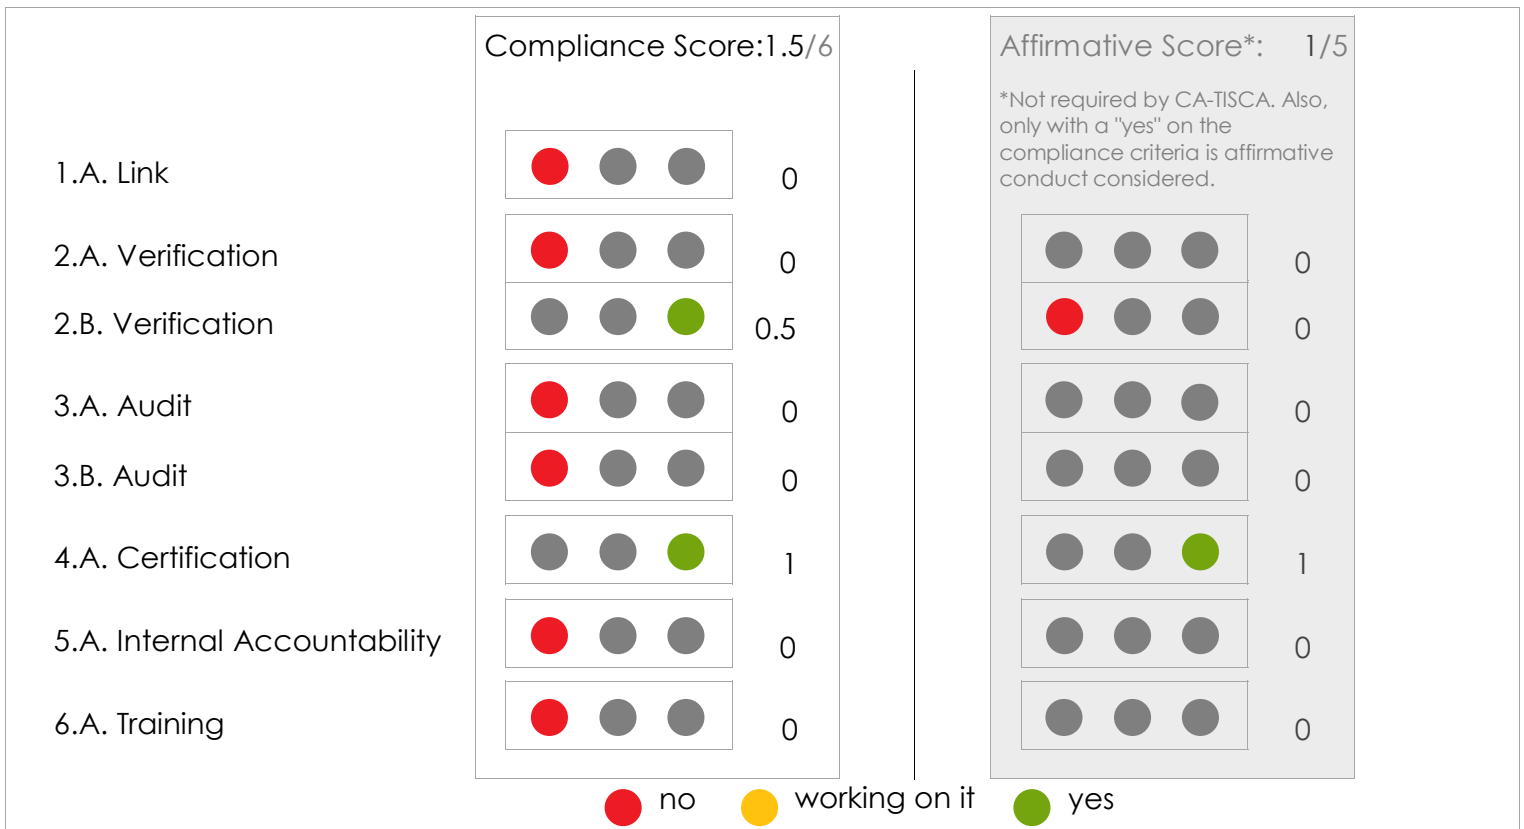 Compliance Score:1.5/6
Affirmative Score*: 1/5
*Not required by CA-TISCA. Also,
only with a "yes" on the
compliance criteria is affirmative
conduct considered.
1.A. Link 0
2.A. Verification 0 0
2.B. Verification 0.5 0
3.A. Audit 0 0
3.B. Audit 0 0
4.A. Certification 1 1
5.A. Internal Accountability 0 0
6.A. Training 0 0
no working on it yes